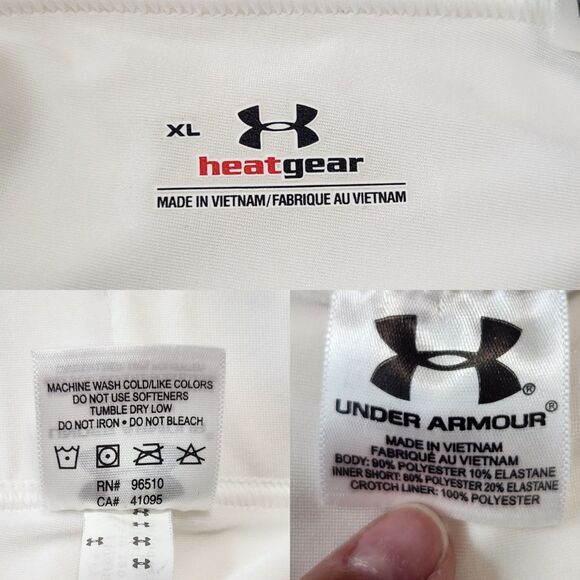 XL
heatgear
MADE IN VIETNAM/FABRIQUE AU VIETNAM
MACHINE WASH COLD/LIKE COLORS
DO NOT USE SOFTENERS
TUMBLE DRY LOW
DO NOT IRON • DO NOT BLEACH
RN# 96510
CA# 41095
UNDER ARMOUR®
MADE IN VIETNAM
FABRIQUÉ AU VIETNAM
BODY: 90% POLYESTER 10% ELASTANE
INNER SHORT: 80% POLYESTER 20% ELASTANE
CROTCH LINER: 100% POLYESTER